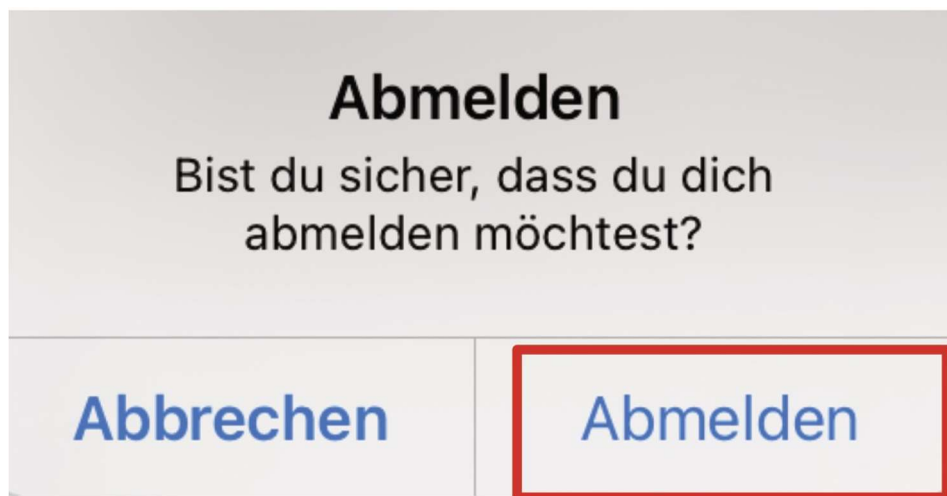 Abmelden
Bist du sicher, dass du dich
abmelden möchtest?
Abbrechen
Abmelden